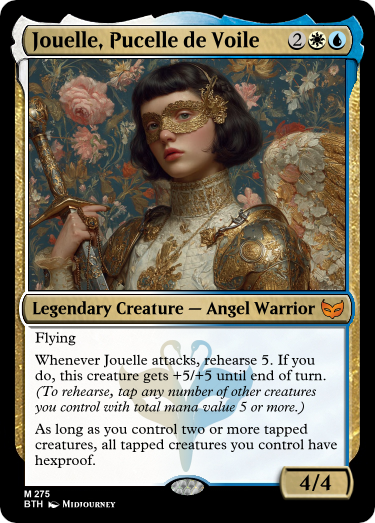 Jouelle, Pucelle de Voile 2
Legendary Creature — Angel Warrior
Flying
Whenever Jouelle attacks, rehearse 5. If you
do, this creature gets +5/+5 until end of turn.
(To rehearse, tap any number of other creatures
you control with total mana value 5 or more.)
As long as you control two or more tapped
creatures, all tapped creatures you control have
hexproof.
4/4
M 275
BTH Midjourney